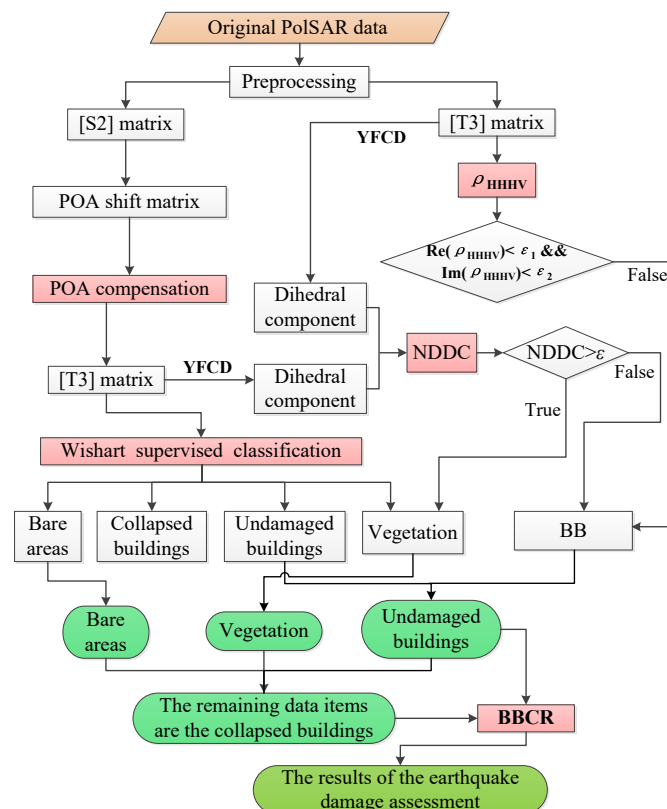 Original PolSAR data
Preprocessing
[S2] matrix
[T3] matrix
YFCD
ρHHHV
POA shift matrix
Re(ρHHHV)< ε1 &&
Im(ρHHHV)< ε2
False
POA compensation
Dihedral
component
NDDC
NDDC>ε
False
[T3] matrix
YFCD
Dihedral
component
True
Wishart supervised classification
Bare
areas
Collapsed
buildings
Undamaged
buildings
Vegetation
BB
Bare
areas
Vegetation
Undamaged
buildings
The remaining data items
are the collapsed buildings
BBCR
The results of the earthquake
damage assessment